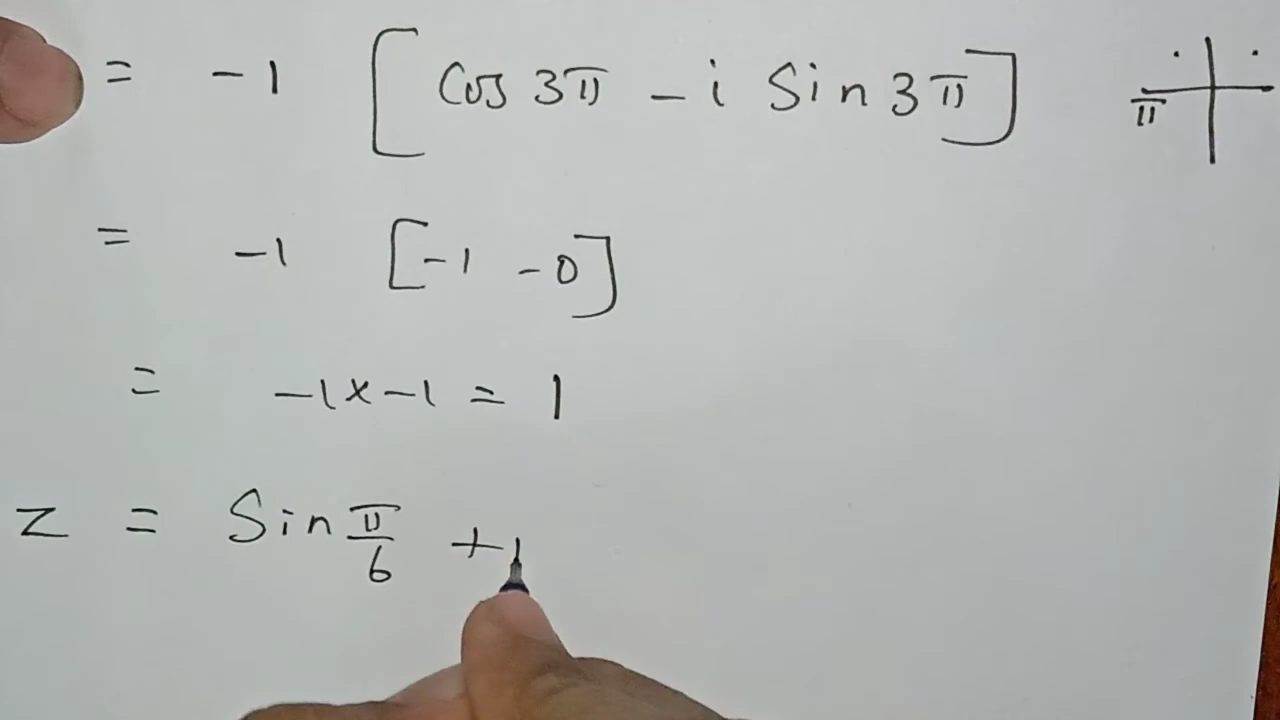 = -1 [Cos 3π - i Sin 3π]
π
= -1 [-1 -0]
= -1 x -1 = 1
z = Sin π/6 +